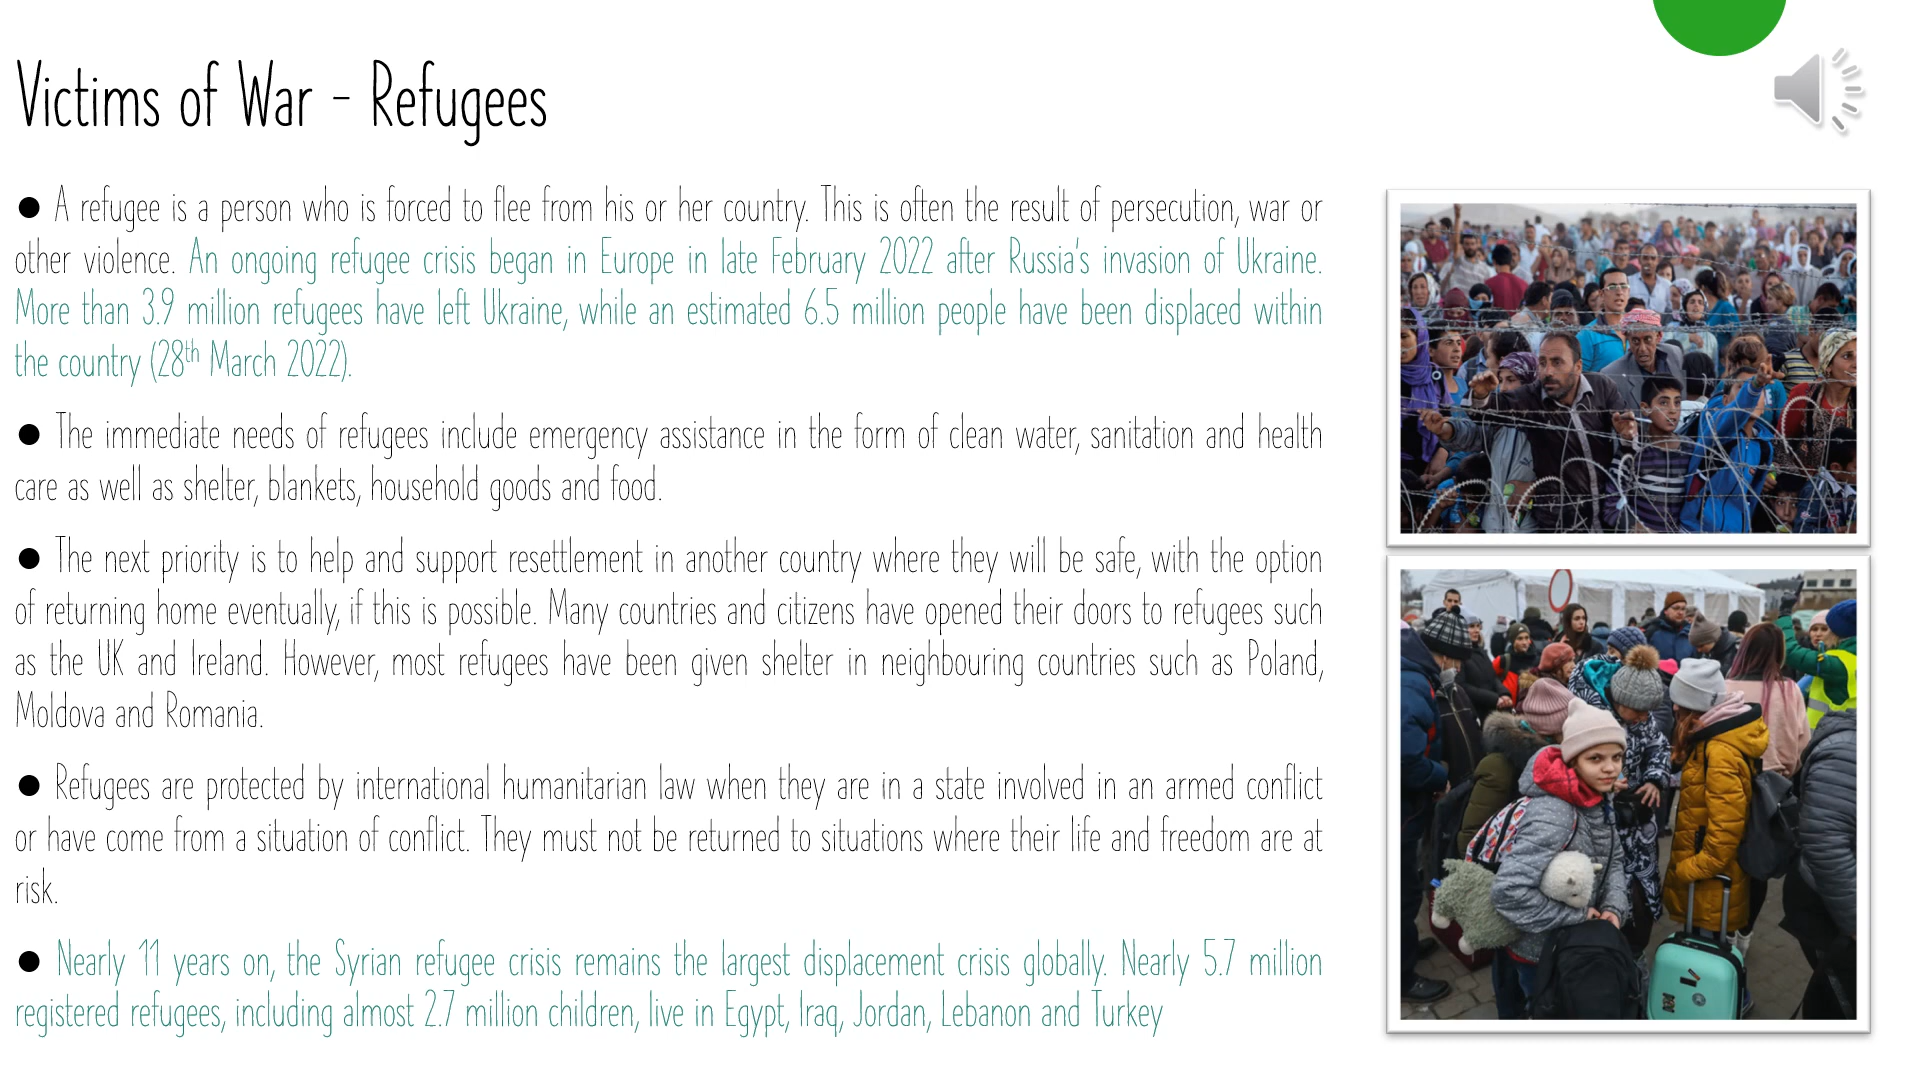 Victims of War - Refugees
● A refugee is a person who is forced to flee from his or her country. This is often the result of persecution, war or
other violence. An ongoing refugee crisis began in Europe in late February 2022 after Russia's invasion of Ukraine.
More than 3.9 million refugees have left Ukraine, while an estimated 6.5 million people have been displaced within
the country (28th March 2022).
● The immediate needs of refugees include emergency assistance in the form of clean water, sanitation and health
care as well as shelter, blankets, household goods and food.
● The next priority is to help and support resettlement in another country where they will be safe, with the option
of returning home eventually, if this is possible. Many countries and citizens have opened their doors to refugees such
as the UK and Ireland. However, most refugees have been given shelter in neighbouring countries such as Poland,
Moldova and Romania.
● Refugees are protected by international humanitarian law when they are in a state involved in an armed conflict
or have come from a situation of conflict. They must not be returned to situations where their life and freedom are at
risk.
● Nearly 11 years on, the Syrian refugee crisis remains the largest displacement crisis globally. Nearly 5.7 million
registered refugees, including almost 2.7 million children, live in Egypt, Iraq, Jordan, Lebanon and Turkey